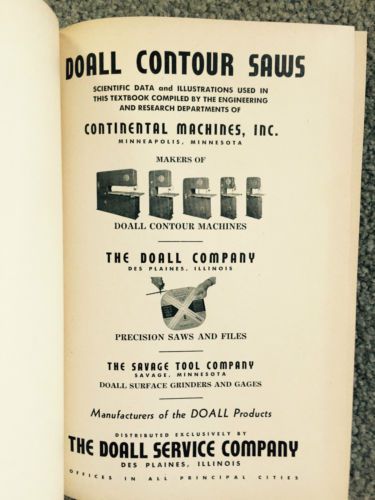 DOALL CONTOUR SAWS
SCIENTIFIC DATA and ILLUSTRATIONS USED IN
THIS TEXTBOOK COMPILED BY THE ENGINEERING
AND RESEARCH DEPARTMENTS OF
CONTINENTAL MACHINES, INC.
MINNEAPOLIS, MINNESOTA
MAKERS OF
DOALL CONTOUR MACHINES
THE DOALL COMPANY
DES PLAINES, ILLINOIS
PRECISION SAWS AND FILES
THE SAVAGE TOOL COMPANY
SAVAGE, MINNESOTA
DOALL SURFACE GRINDERS AND GAGES
Manufacturers of the DOALL Products
DISTRIBUTED EXCLUSIVELY BY
THE DOALL SERVICE COMPANY
DES PLAINES, ILLINOIS
OFFICES IN ALL PRINCIPAL CITIES